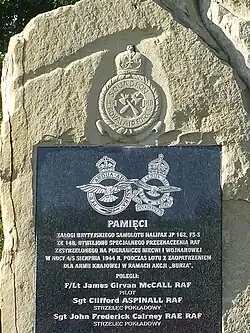 PAMIĘCI
ZAŁOGI BRYTYJSKIEGO SAMOLOTU HALIFAX JP 162, FS-S
ZE 148. DYWIZJONU SPECJALNEGO PRZEZNACZENIA RAF
ZESTRZELONEGO NA POGRANICZU BIECZA I WOJNAROWEJ
W NOCY 4/5 SIERPNIA 1944 R. PODCZAS LOTU Z ZAOPATRZENIEM
DLA ARMII KRAJOWEJ W RAMACH AKCJI „BURZA".
POLEGLI:
F/Lt James Girvan McCALL RAF
PILOT
Sgt Clifford ASPINALL RAF
STRZELEC POKŁADOWY
Sgt John Frederick Cairney RAE RAF
STRZELEC POKŁADOWY